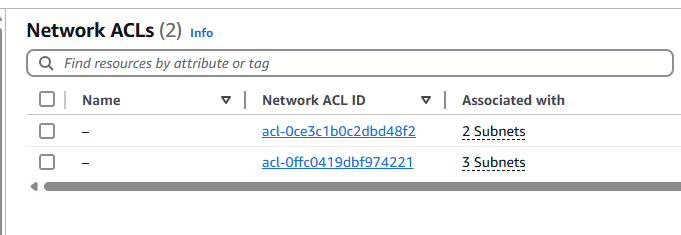 Network ACLs (2) Info
Find resources by attribute or tag
Name Network ACL ID Associated with
– acl-0ce3c1b0c2dbd48f2 2 Subnets
– acl-0ffc0419dbf974221 3 Subnets